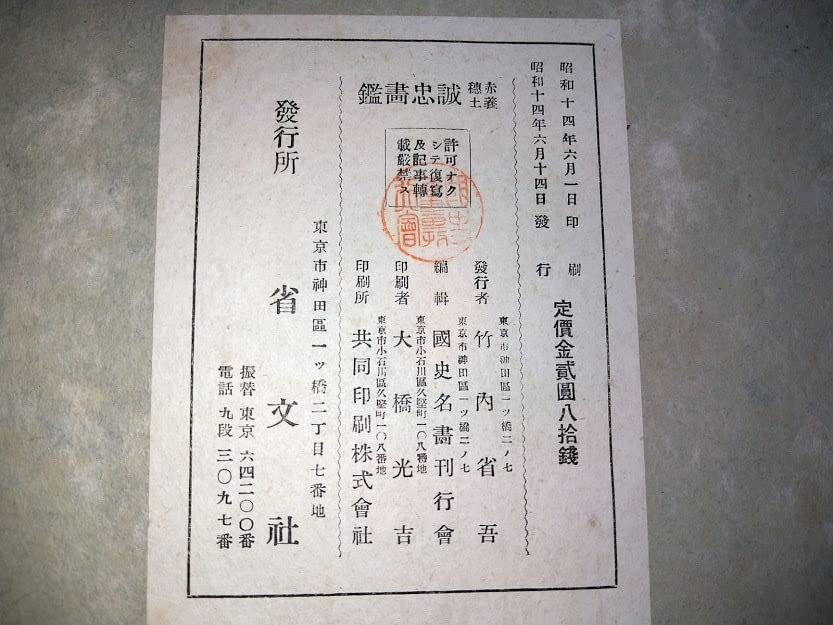 昭和十四年六月一日印刷
昭和十四年六月十四日發行
定價金貳圓八拾錢
赤穗義士
誠忠畵鑑
許可ナク
シテ復寫
及記事轉
載嚴禁ス
東京市神田區一ッ橋二ノ七
發行者 竹內省吾
東京市神田區一ッ橋二ノ七
編輯 國史名畵刊行會
東京市小石川區久堅町一〇八番地
印刷者 大橋光吉
東京市小石川區久堅町一〇八番地
印刷所 共同印刷株式會社
東京市神田區一ッ橋二丁目七番地
發行所 省文社
振替東京六四二〇〇番
電話九段三〇九七番